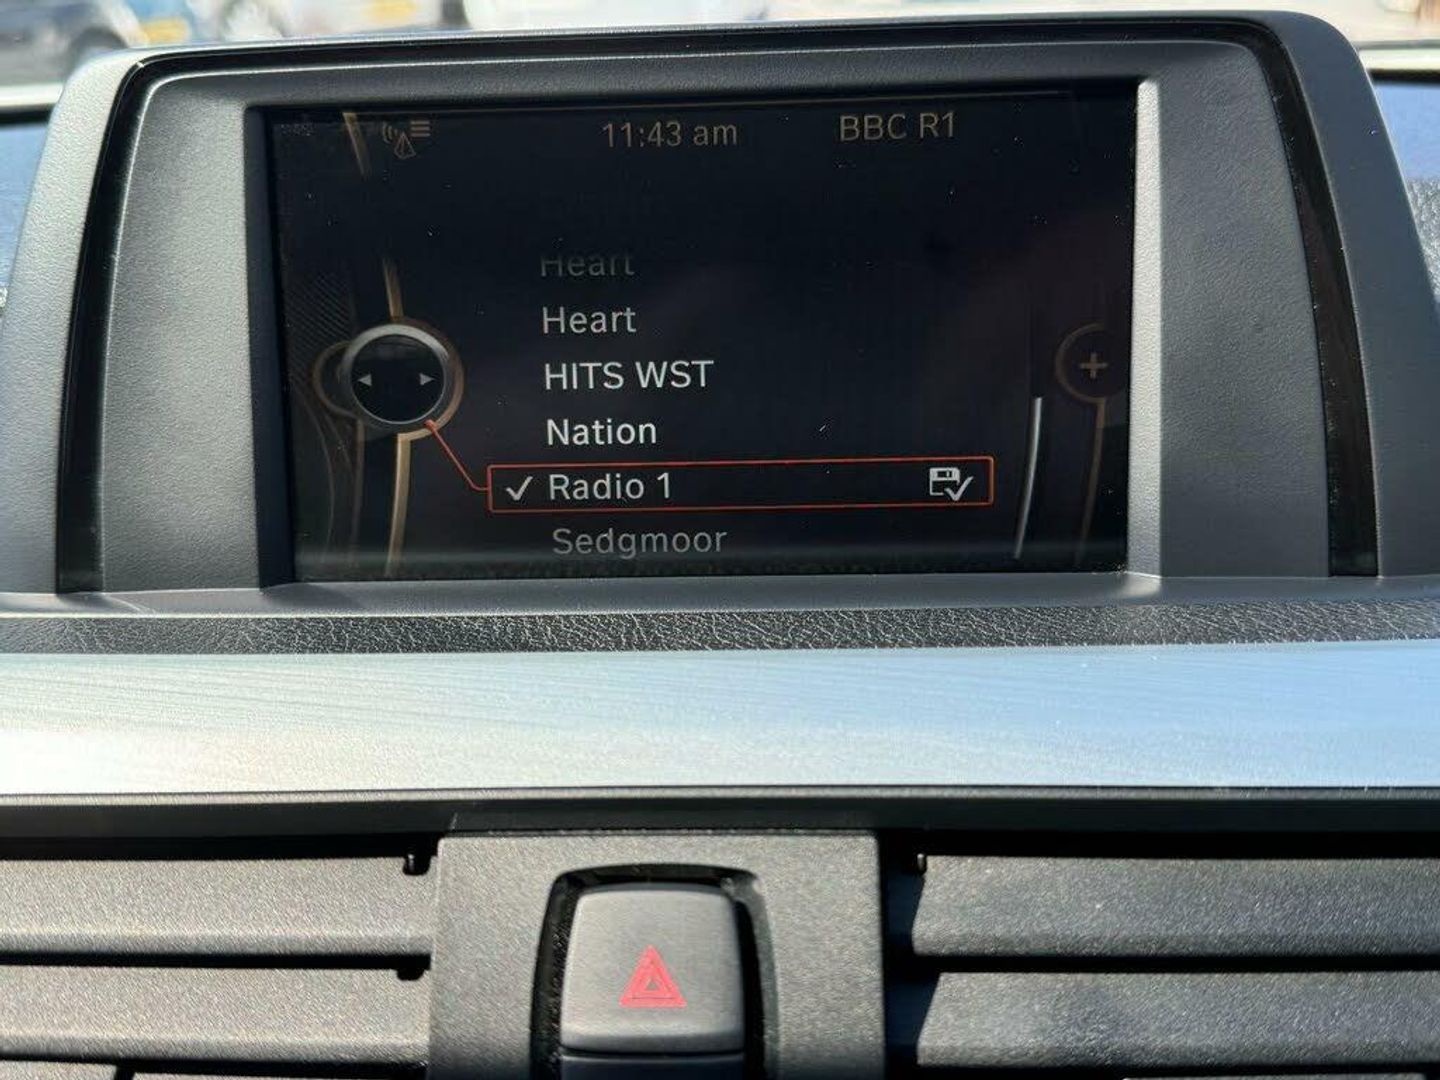 11:43 am BBC R1
Heart
Heart
HITS WST
Nation
Radio 1
Sedgmoor